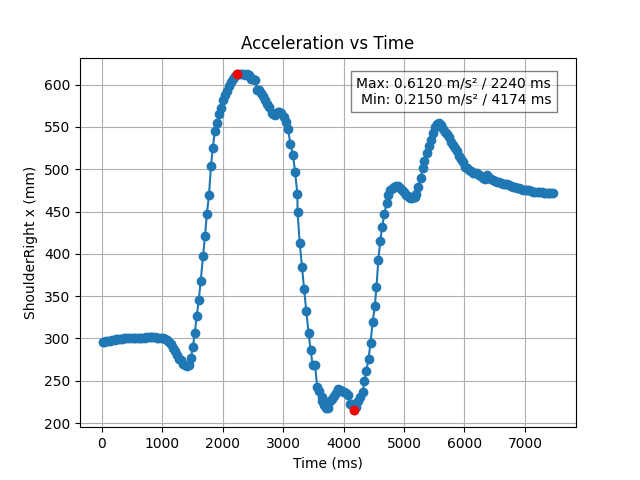 Acceleration vs Time
Max: 0.6120 m/s² / 2240 ms
Min: 0.2150 m/s² / 4174 ms
ShoulderRight x (mm)
600
550
500
450
400
350
300
250
200
0 1000 2000 3000 4000 5000 6000 7000
Time (ms)